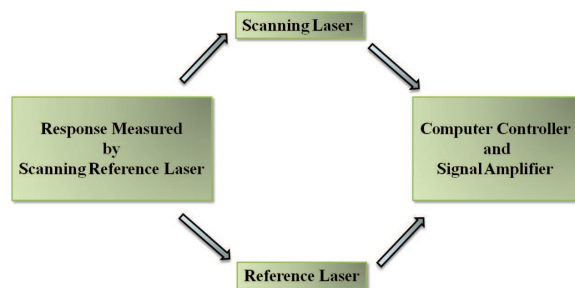 Scanning Laser
Response Measured
by
Scanning Reference Laser
Computer Controller
and
Signal Amplifier
Reference Laser